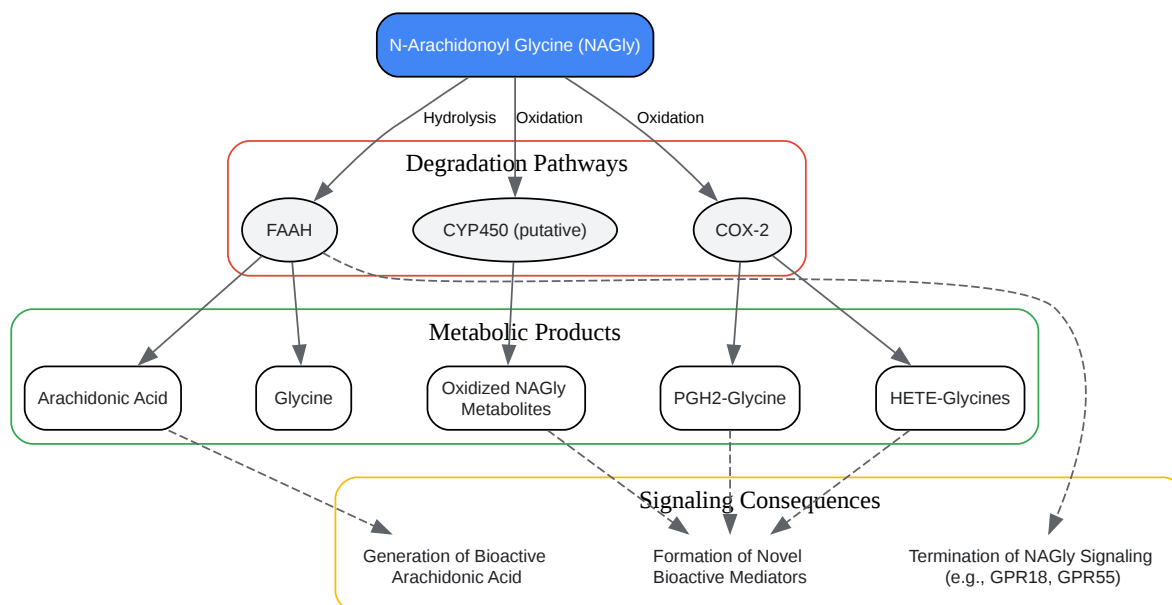 N-Arachidonoyl Glycine (NAGly)
Hydrolysis
Oxidation
Oxidation
Degradation Pathways
FAAH
CYP450 (putative)
COX-2
Metabolic Products
Arachidonic Acid
Glycine
Oxidized NAGly
Metabolites
PGH2-Glycine
HETE-Glycines
Signaling Consequences
Generation of Bioactive
Arachidonic Acid
Formation of Novel
Bioactive Mediators
Termination of NAGly Signaling
(e.g., GPR18, GPR55)